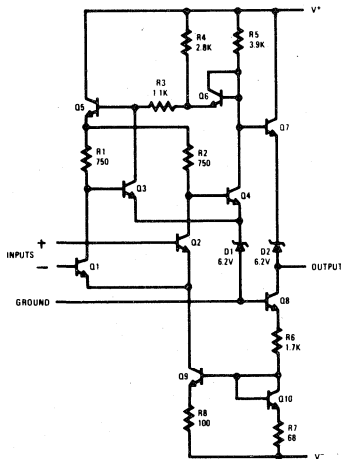 V+
R4
2.8K
R5
3.9K
R3
1.1K
Q6
Q5
Q7
R1
750
R2
750
Q3
Q4
+
INPUTS
−
Q2
D1
6.2V
D2
6.2V
OUTPUT
Q1
GROUND
Q8
R6
1.7K
Q9
Q10
R8
100
R7
68
V−